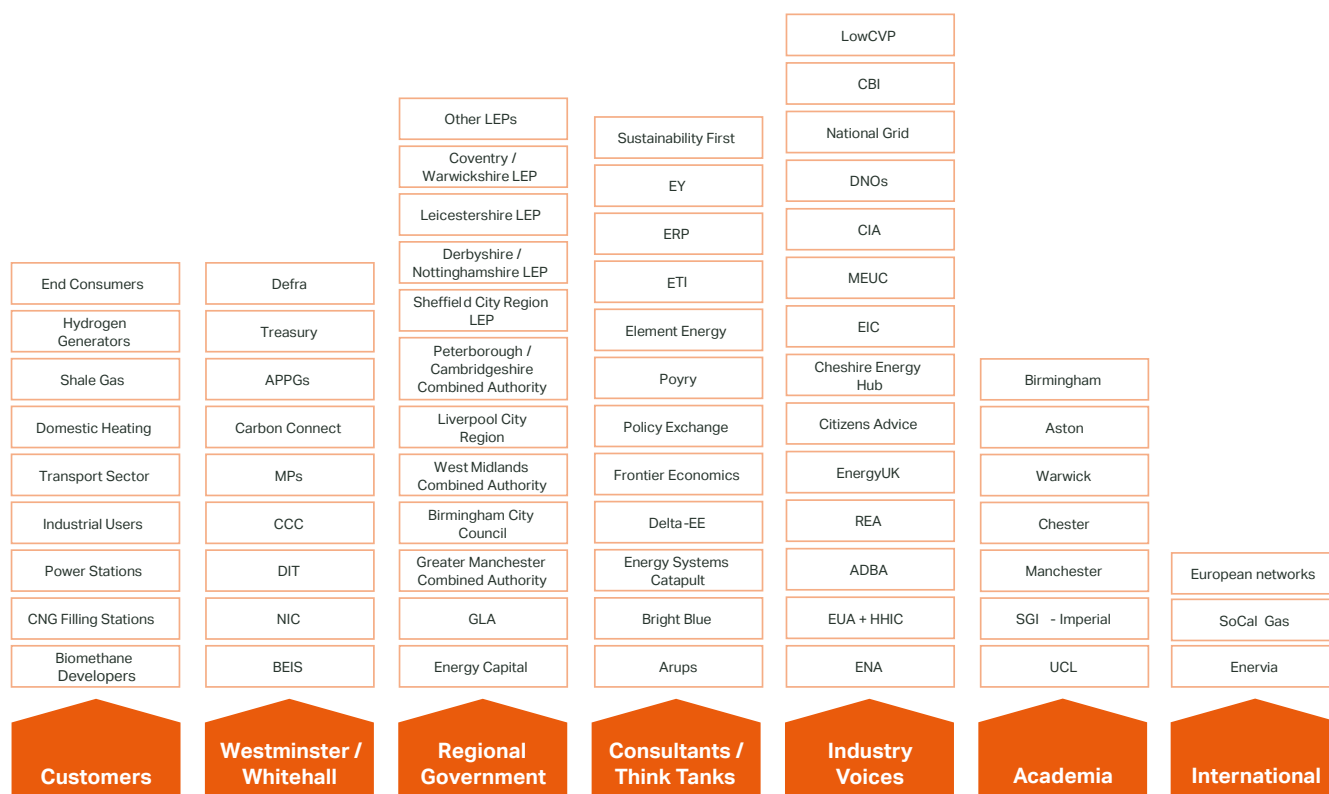 End Consumers
Hydrogen
Generators
Shale Gas
Domestic Heating
Transport Sector
Industrial Users
Power Stations
CNG Filling Stations
Biomethane
Developers
Customers
Defra
Treasury
APPGs
Carbon Connect
MPs
CCC
DIT
NIC
BEIS
Westminster /
Whitehall
Other LEPs
Coventry /
Warwickshire LEP
Leicestershire LEP
Derbyshire /
Nottinghamshire LEP
Sheffield City Region
LEP
Peterborough /
Cambridgeshire
Combined Authority
Liverpool City
Region
West Midlands
Combined Authority
Birmingham City
Council
Greater Manchester
Combined Authority
GLA
Energy Capital
Regional
Government
Sustainability First
EY
ERP
ETI
Element Energy
Poyry
Policy Exchange
Frontier Economics
Delta-EE
Energy Systems
Catapult
Bright Blue
Arups
Consultants /
Think Tanks
LowCVP
CBI
National Grid
DNOs
CIA
MEUC
EIC
Cheshire Energy
Hub
Citizens Advice
EnergyUK
REA
ADBA
EUA + HHIC
ENA
Industry
Voices
Birmingham
Aston
Warwick
Chester
Manchester
SGI - Imperial
UCL
Academia
European networks
SoCal Gas
Enervia
International